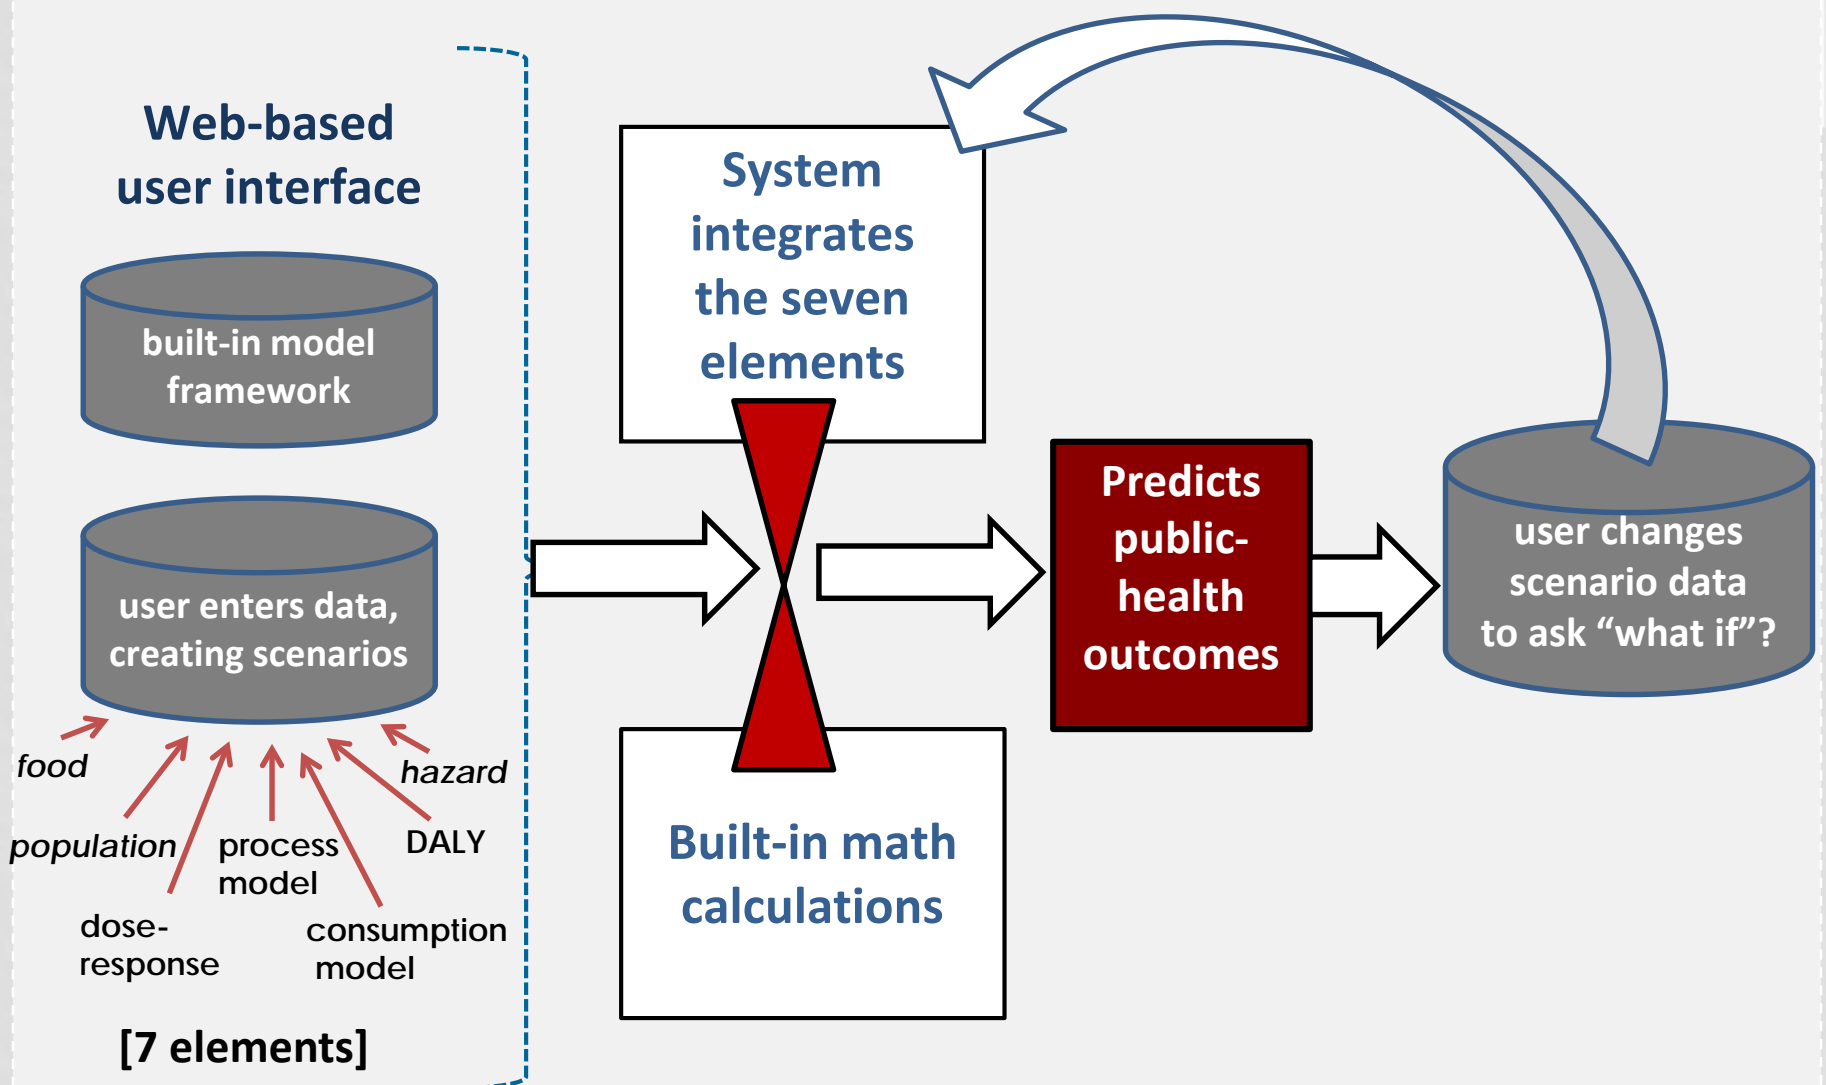 Web-based
user interface
built-in model
framework
user enters data,
creating scenarios
food
population
dose-
response
process
model
consumption
model
DALY
hazard
[7 elements]
System
integrates
the seven
elements
Built-in math
calculations
Predicts
public-
health
outcomes
user changes
scenario data
to ask “what if”?